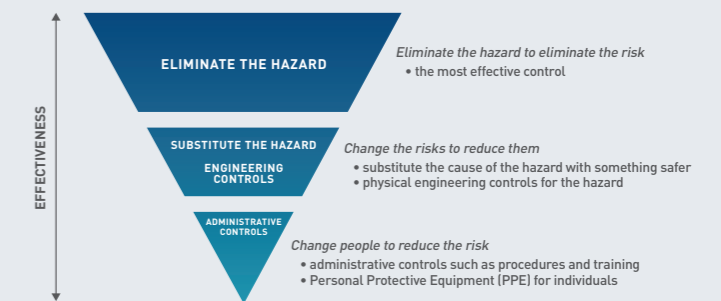 EFFECTIVENESS
ELIMINATE THE HAZARD
Eliminate the hazard to eliminate the risk
• the most effective control
SUBSTITUTE THE HAZARD
ENGINEERING
CONTROLS
Change the risks to reduce them
• substitute the cause of the hazard with something safer
• physical engineering controls for the hazard
ADMINISTRATIVE
CONTROLS
Change people to reduce the risk
• administrative controls such as procedures and training
• Personal Protective Equipment (PPE) for individuals